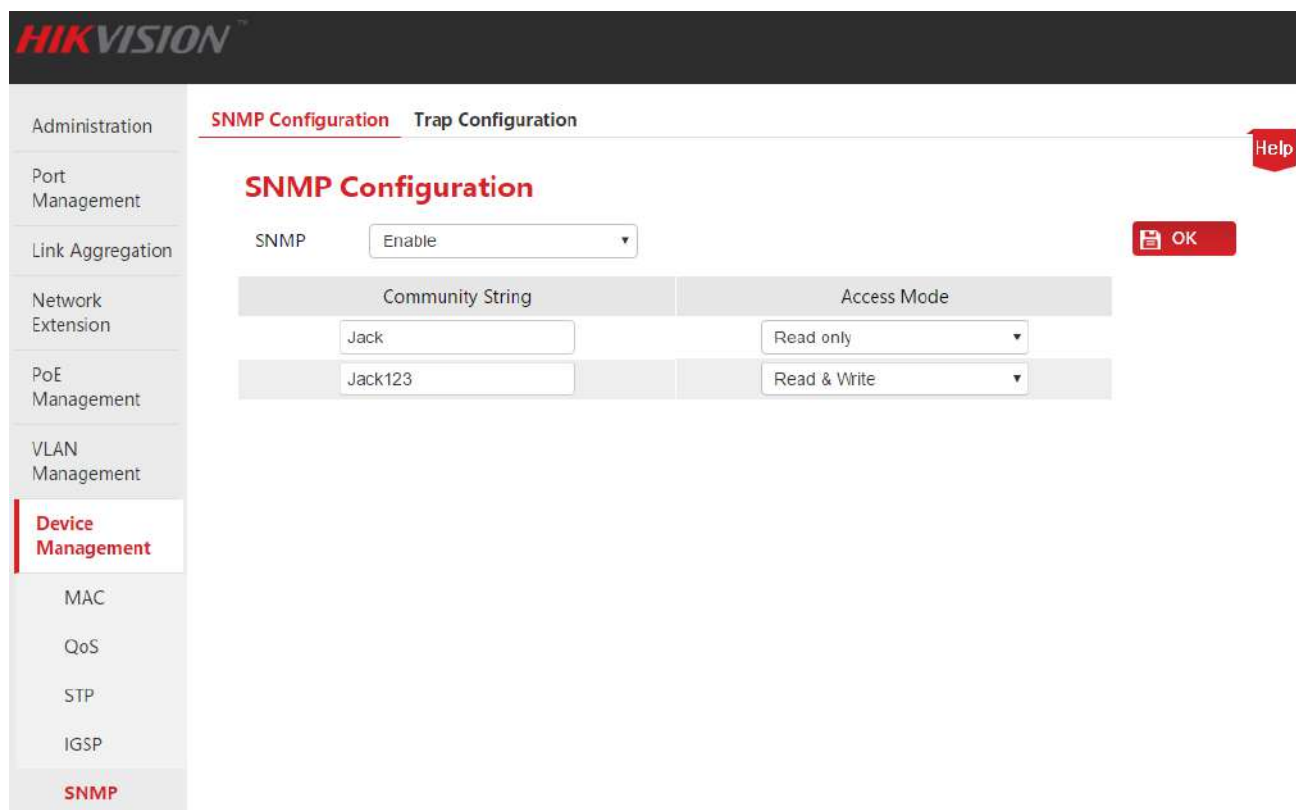 HIKVISION™
Administration
Port
Management
Link Aggregation
Network
Extension
PoE
Management
VLAN
Management
Device
Management
MAC
QoS
STP
IGSP
SNMP
SNMP Configuration Trap Configuration
Help
SNMP Configuration
SNMP Enable OK
Community String Access Mode
Jack Read only
Jack123 Read & Write